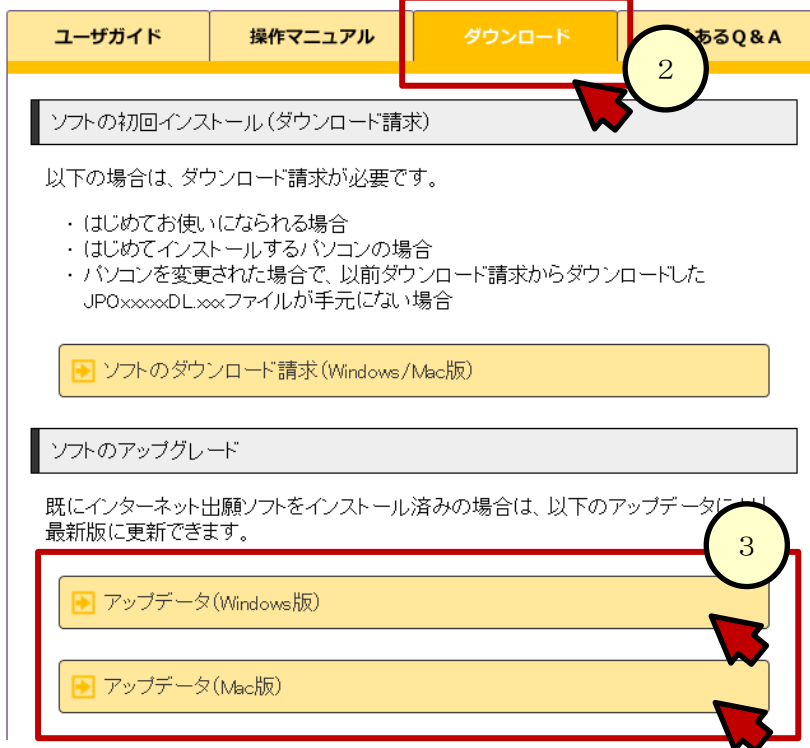 ユーザガイド
操作マニュアル
ダウンロード
あるQ&A
2
ソフトの初回インストール(ダウンロード請求)
以下の場合は、ダウンロード請求が必要です。
・はじめてお使いになられる場合
・はじめてインストールするパソコンの場合
・パソコンを変更された場合で、以前ダウンロード請求からダウンロードした
JPOxxxxxDL.xxxファイルが手元にない場合
ソフトのダウンロード請求(Windows/Mac版)
ソフトのアップグレード
既にインターネット出願ソフトをインストール済みの場合は、以下のアップデータに
最新版に更新できます。
3
アップデータ(Windows版)
アップデータ(Mac版)